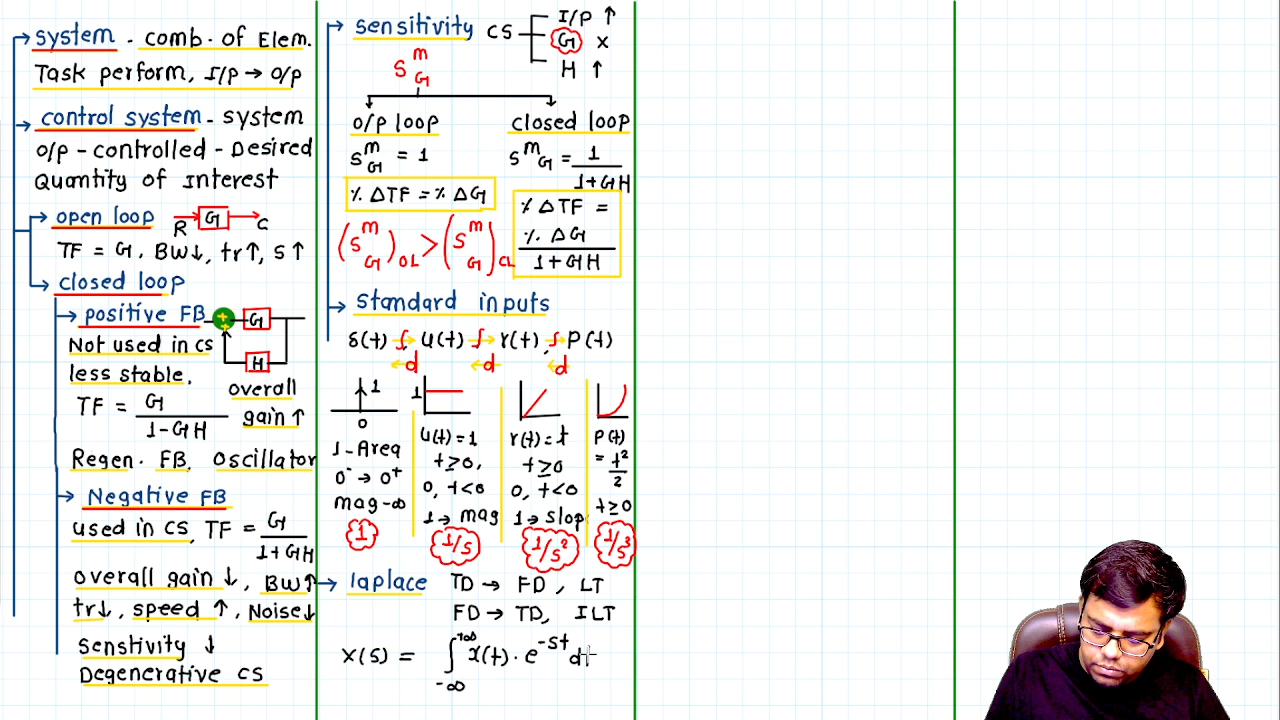 system - comb. of Elem.
Task perform, I/p → o/p
control system - system
o/p - controlled - Desired
Quantity of Interest
open loop R G C
TF = G, BW↓, tr↑, S↑
closed loop
positive FB + + G
H
Not used in CS
less stable.
overall
gain ↑
TF = G / 1-GH
Regen. FB, Oscillator
Negative FB
used in CS, TF = G / 1+GH
overall gain ↓, BW↑
tr↓, speed ↑, Noise↓
Senstivity ↓
Degenerative CS
sensitivity CS
I/P ↑
G x
H ↑
S^m_G
o/p loop
S^m_G = 1
% ΔTF = % ΔG
closed loop
S^m_G = 1 / 1+GH
% ΔTF =
% ΔG / 1+GH
(S^m_G)OL > (S^m_G)CL
standard inputs
δ(t) ∫→ u(t) ∫→ r(t), ∫→ P(t)
←d ←d ←d
1
0
1-Area
0⁻→ 0⁺
mag-∞
1
1
u(t)=1
t≥0,
0, t<0
1→ mag
1/s
r(t)=t
t≥0
0, t<0
1→ slop
1/s²
P(t)
= t²/2
t≥0
1/s³
laplace TD → FD, LT
FD → TD, ILT
X(s) = ∫_{-∞}^{+∞} x(t) · e^{-st} dt